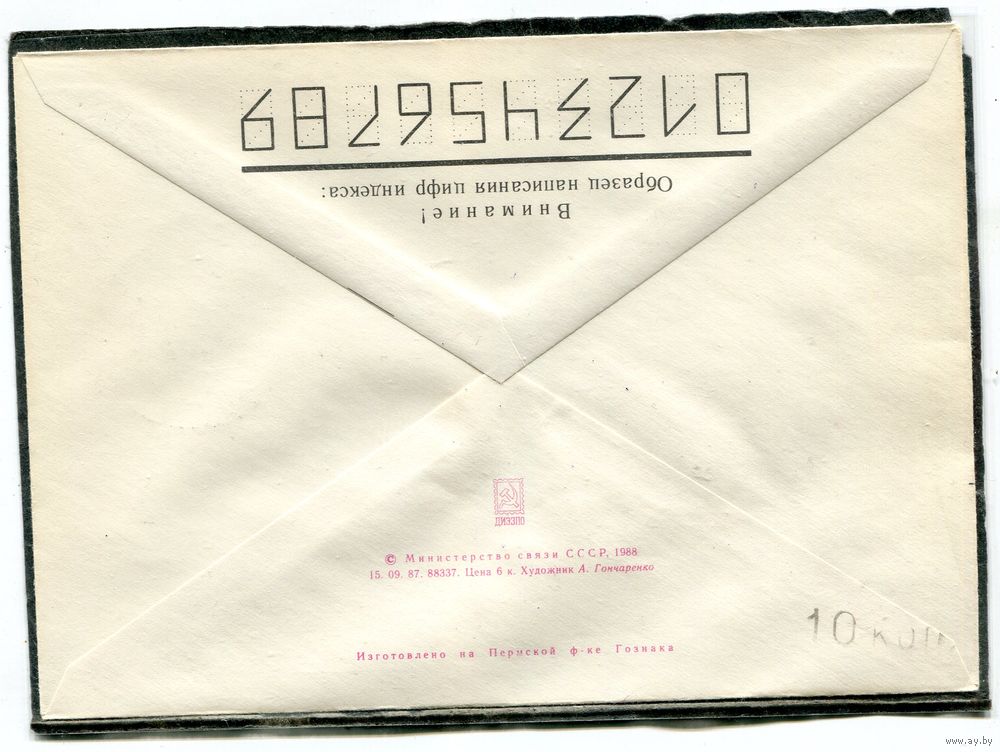 Внимание!
Образец написания цифр индекса:
0123456789
ДИЭЗПО
© Министерство связи СССР, 1988
15. 09. 87. 88337. Цена 6 к. Художник А. Гончаренко
Изготовлено на Пермской ф-ке Гознака
10 коп.
www.ay.by